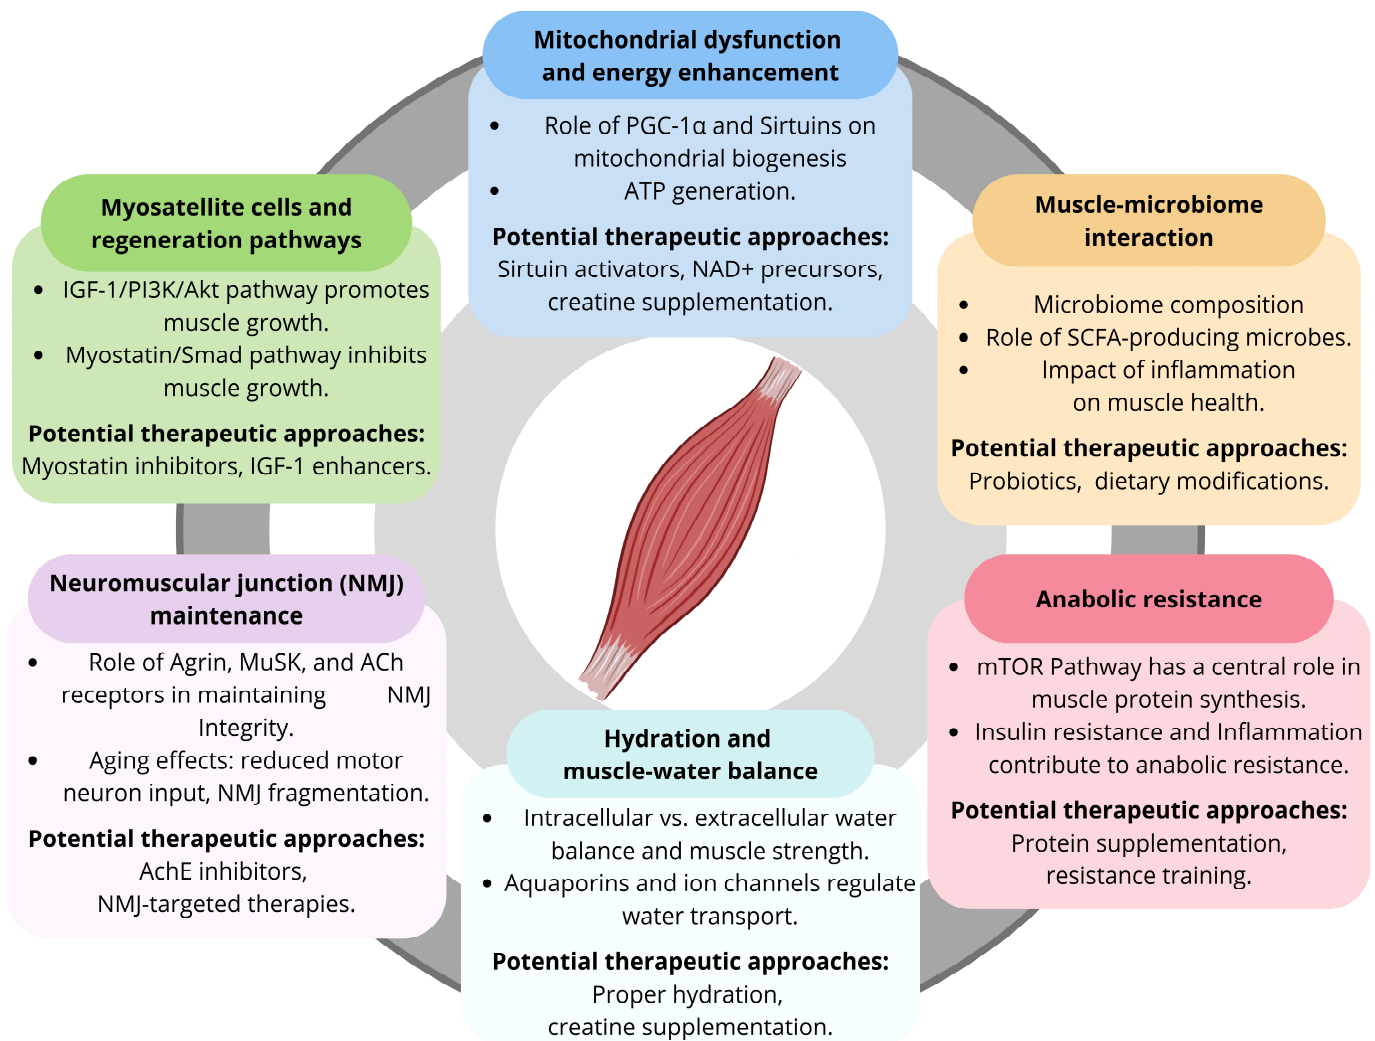 Mitochondrial dysfunction
and energy enhancement
• Role of PGC-1α and Sirtuins on
mitochondrial biogenesis
• ATP generation.
Potential therapeutic approaches:
Sirtuin activators, NAD+ precursors,
creatine supplementation.
Myosatellite cells and
regeneration pathways
• IGF-1/PI3K/Akt pathway promotes
muscle growth.
• Myostatin/Smad pathway inhibits
muscle growth.
Potential therapeutic approaches:
Myostatin inhibitors, IGF-1 enhancers.
Muscle-microbiome
interaction
• Microbiome composition
• Role of SCFA-producing microbes.
• Impact of inflammation
on muscle health.
Potential therapeutic approaches:
Probiotics, dietary modifications.
Neuromuscular junction (NMJ)
maintenance
• Role of Agrin, MuSK, and ACh
receptors in maintaining NMJ
Integrity.
• Aging effects: reduced motor
neuron input, NMJ fragmentation.
Potential therapeutic approaches:
AchE inhibitors,
NMJ-targeted therapies.
Anabolic resistance
• mTOR Pathway has a central role in
muscle protein synthesis.
• Insulin resistance and Inflammation
contribute to anabolic resistance.
Potential therapeutic approaches:
Protein supplementation,
resistance training.
Hydration and
muscle-water balance
• Intracellular vs. extracellular water
balance and muscle strength.
• Aquaporins and ion channels regulate
water transport.
Potential therapeutic approaches:
Proper hydration,
creatine supplementation.